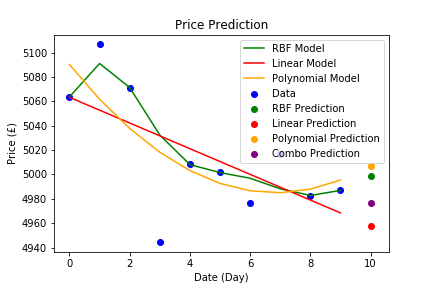 Price Prediction
5100
5080
5060
5040
5020
5000
4980
4960
4940
Price (£)
RBF Model
Linear Model
Polynomial Model
Data
RBF Prediction
Linear Prediction
Polynomial Prediction
Combo Prediction
0 2 4 6 8 10
Date (Day)